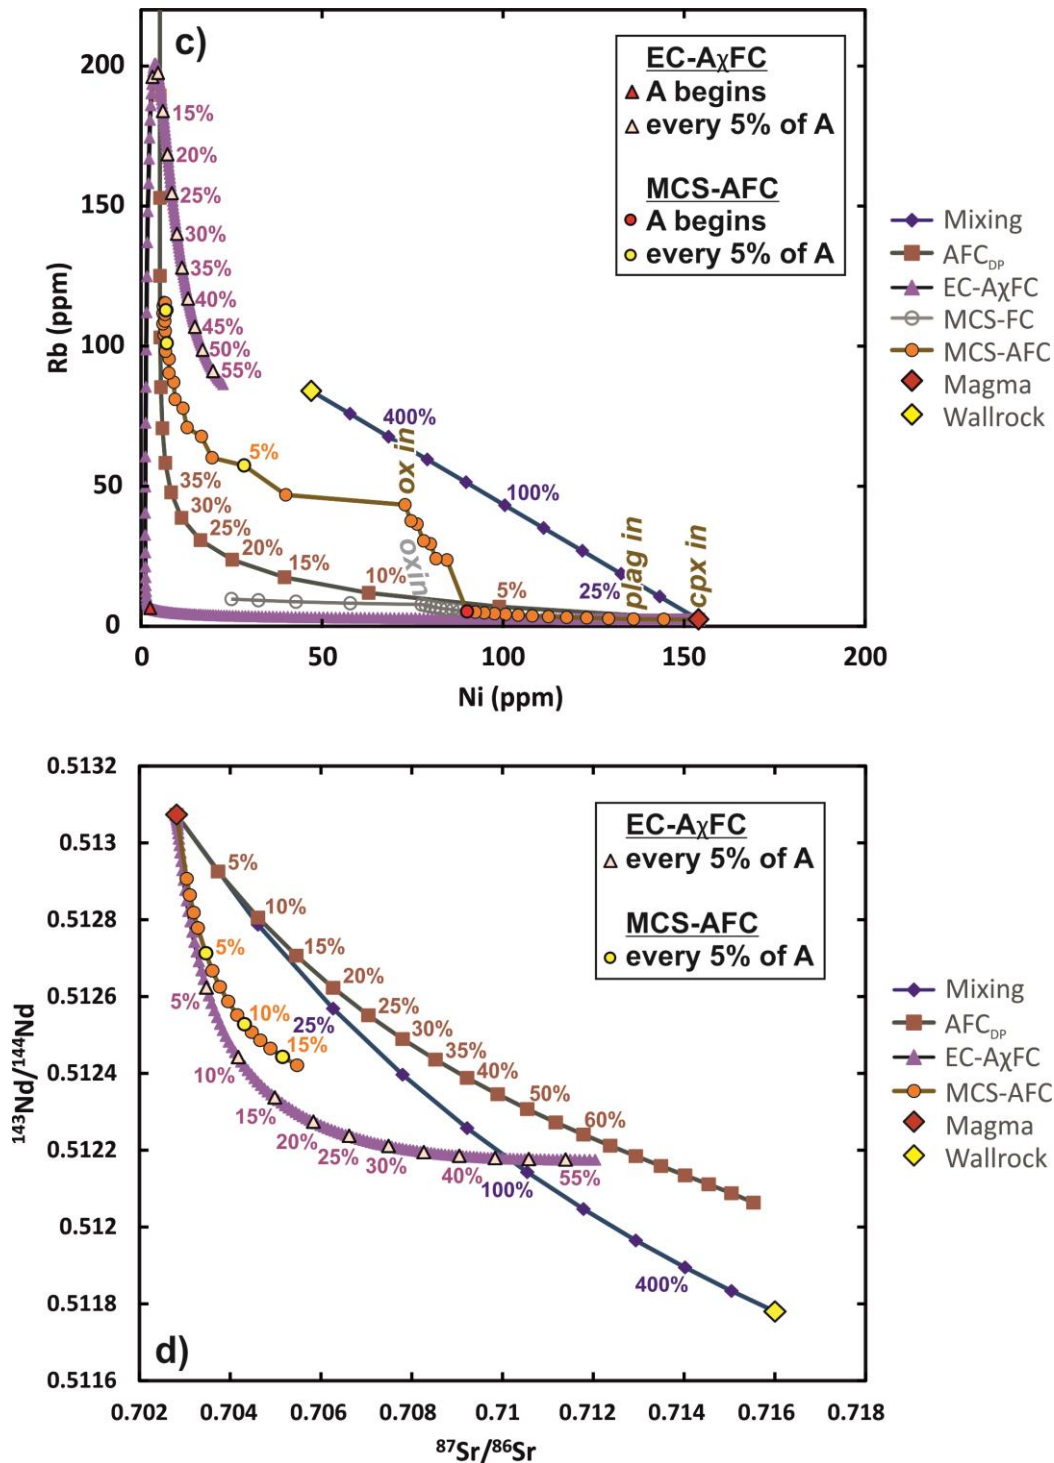 c)
200
150
100
50
0
Rb (ppm)
0
50
100
150
200
Ni (ppm)
15%
20%
25%
30%
35%
40%
45%
50%
55%
5%
35%
30%
25%
20%
15%
10%
5%
400%
100%
25%
ox in
ox in
plag in
cpx in
EC-AχFC
A begins
every 5% of A
MCS-AFC
A begins
every 5% of A
Mixing
AFC_DP
EC-AχFC
MCS-FC
MCS-AFC
Magma
Wallrock
d)
0.5132
0.513
0.5128
0.5126
0.5124
0.5122
0.512
0.5118
0.5116
¹⁴³Nd/¹⁴⁴Nd
0.702
0.704
0.706
0.708
0.71
0.712
0.714
0.716
0.718
⁸⁷Sr/⁸⁶Sr
5%
10%
15%
20%
25%
30%
35%
40%
50%
60%
25%
100%
400%
5%
10%
15%
5%
10%
15%
20%
25%
30%
40%
55%
EC-AχFC
every 5% of A
MCS-AFC
every 5% of A
Mixing
AFC_DP
EC-AχFC
MCS-AFC
Magma
Wallrock